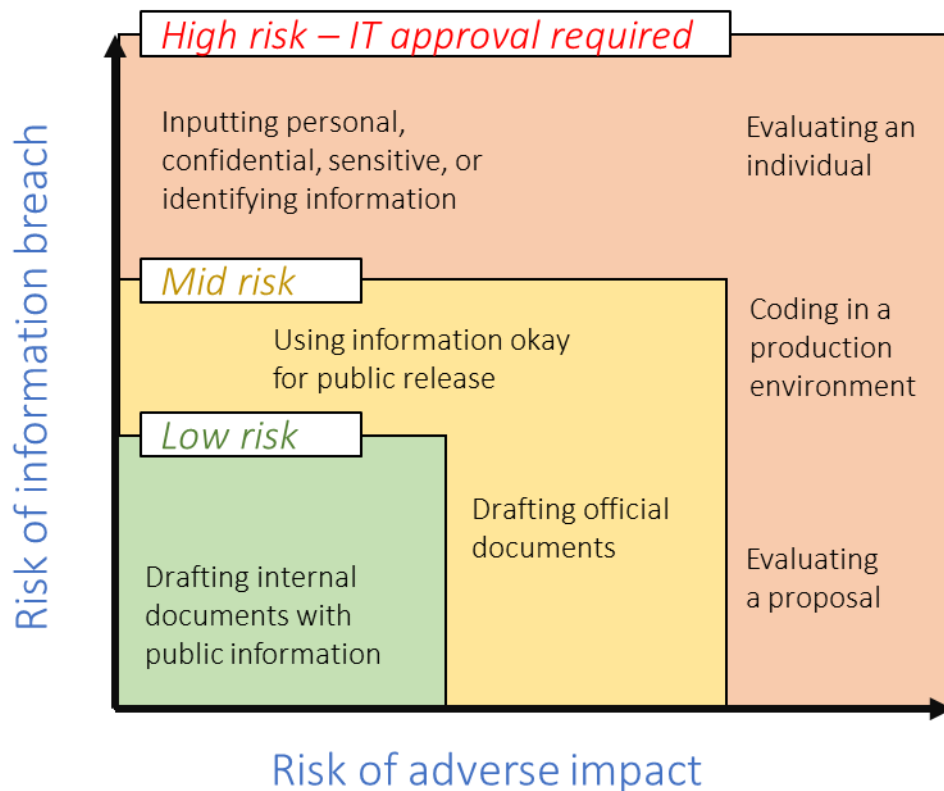 High risk – IT approval required
Inputting personal,
confidential, sensitive, or
identifying information
Evaluating an
individual
Mid risk
Using information okay
for public release
Coding in a
production
environment
Low risk
Drafting official
documents
Drafting internal
documents with
public information
Evaluating
a proposal
Risk of information breach
Risk of adverse impact